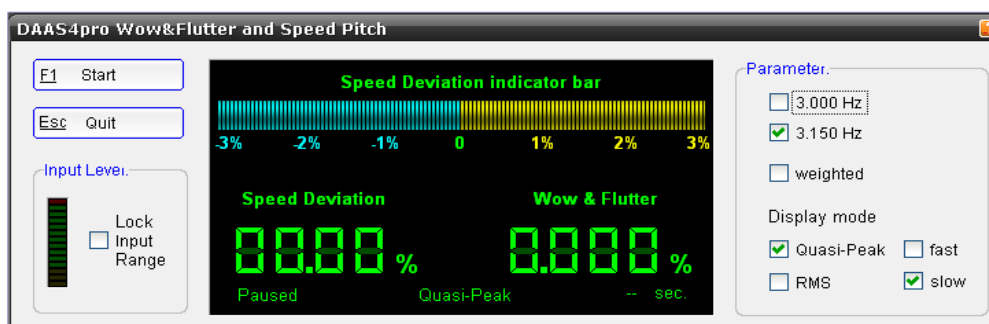 DAAS4pro Wow&Flutter and Speed Pitch
F1 Start
Esc Quit
Input Level.
Lock
Input
Range
Speed Deviation indicator bar
-3% -2% -1% 0 1% 2% 3%
Speed Deviation Wow & Flutter
88.88 % 8.888 %
Paused Quasi-Peak -- sec.
Parameter.
3.000 Hz
3.150 Hz
weighted
Display mode
Quasi-Peak fast
RMS slow